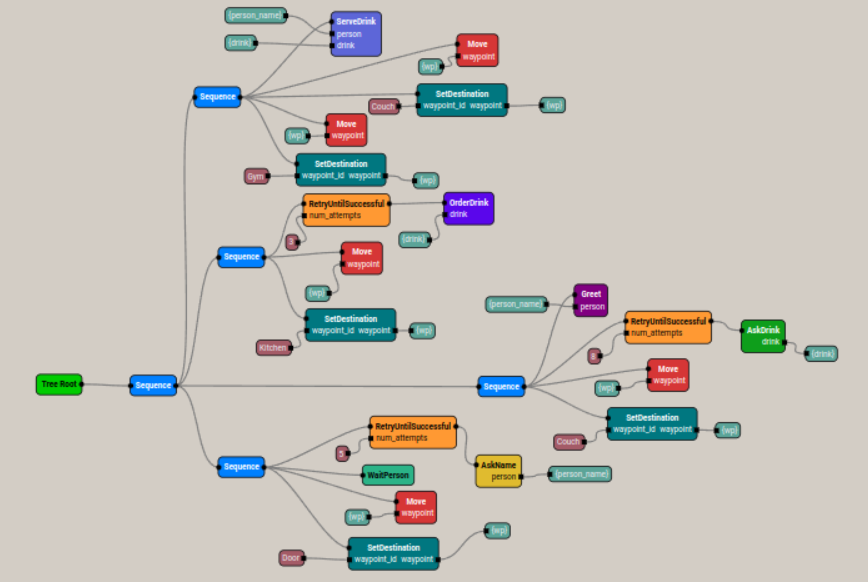 {person_name}
ServeDrink
person
{drink}
drink
Move
waypoint
{wp}
Sequence
SetDestination
Couch
waypoint_id waypoint
{wp}
Move
{wp}
waypoint
SetDestination
Gym
waypoint_id waypoint
{wp}
RetryUntilSuccessful
num_attempts
OrderDrink
drink
3
{drink}
Sequence
Move
waypoint
{wp}
SetDestination
waypoint_id waypoint
{wp}
Kitchen
Greet
{person_name}
person
RetryUntilSuccessful
num_attempts
AskDrink
drink
{drink}
Move
waypoint
{wp}
Tree Root
Sequence
Sequence
SetDestination
waypoint_id waypoint
{wp}
Couch
RetryUntilSuccessful
num_attempts
5
Sequence
WaitPerson
AskName
person
{person_name}
Move
waypoint
{wp}
{wp}
SetDestination
Door
waypoint_id waypoint